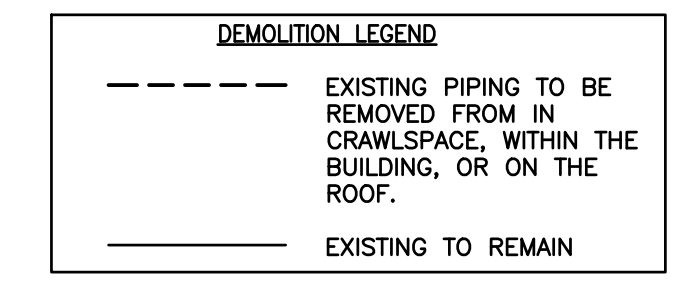 DEMOLITION LEGEND
EXISTING PIPING TO BE
REMOVED FROM IN
CRAWLSPACE, WITHIN THE
BUILDING, OR ON THE
ROOF.
EXISTING TO REMAIN